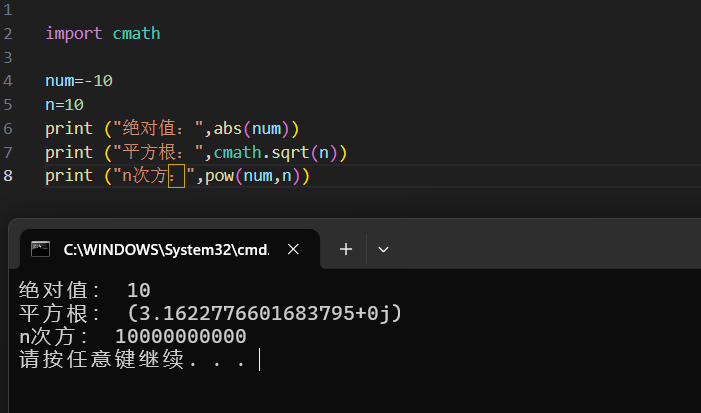 1
2 import cmath
3
4 num=-10
5 n=10
6 print ("绝对值：",abs(num))
7 print ("平方根：",cmath.sqrt(n))
8 print ("n次方：",pow(num,n))
C:\WINDOWS\System32\cmd.
绝对值： 10
平方根： (3.1622776601683795+0j)
n次方： 10000000000
请按任意键继续. . .